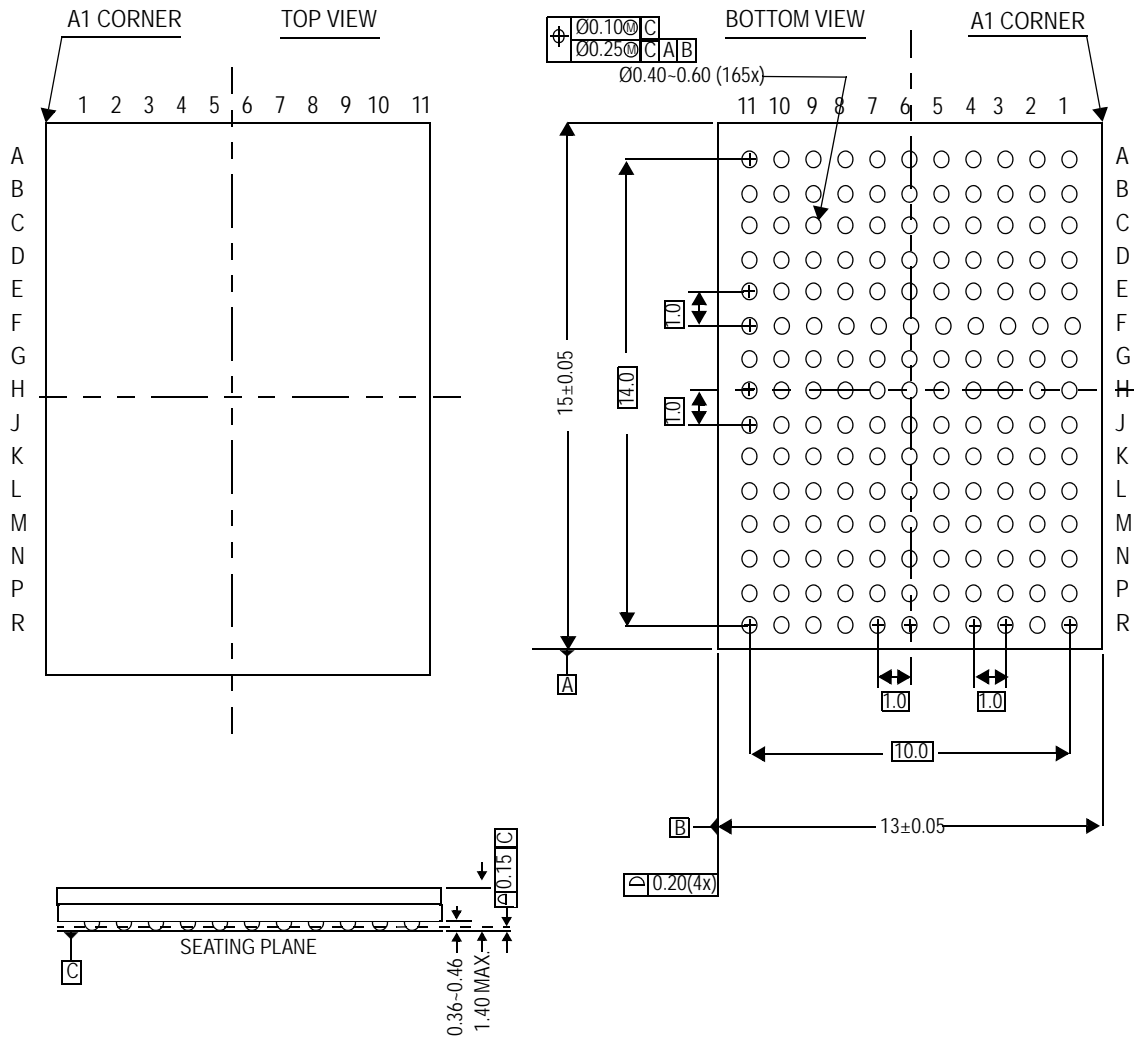 A1 CORNER
TOP VIEW
BOTTOM VIEW
A1 CORNER
⌖ Ø0.10Ⓜ C
Ø0.25Ⓜ C A B
Ø0.40~0.60 (165x)
1 2 3 4 5 6 7 8 9 10 11
11 10 9 8 7 6 5 4 3 2 1
A
B
C
D
E
F
G
H
J
K
L
M
N
P
R
15±0.05
14.0
1.0
1.0
A
B
C
D
E
F
G
H
J
K
L
M
N
P
R
A
1.0
1.0
10.0
B
13±0.05
0.20(4x)
0.15 C
SEATING PLANE
C
0.36~0.46
1.40 MAX.